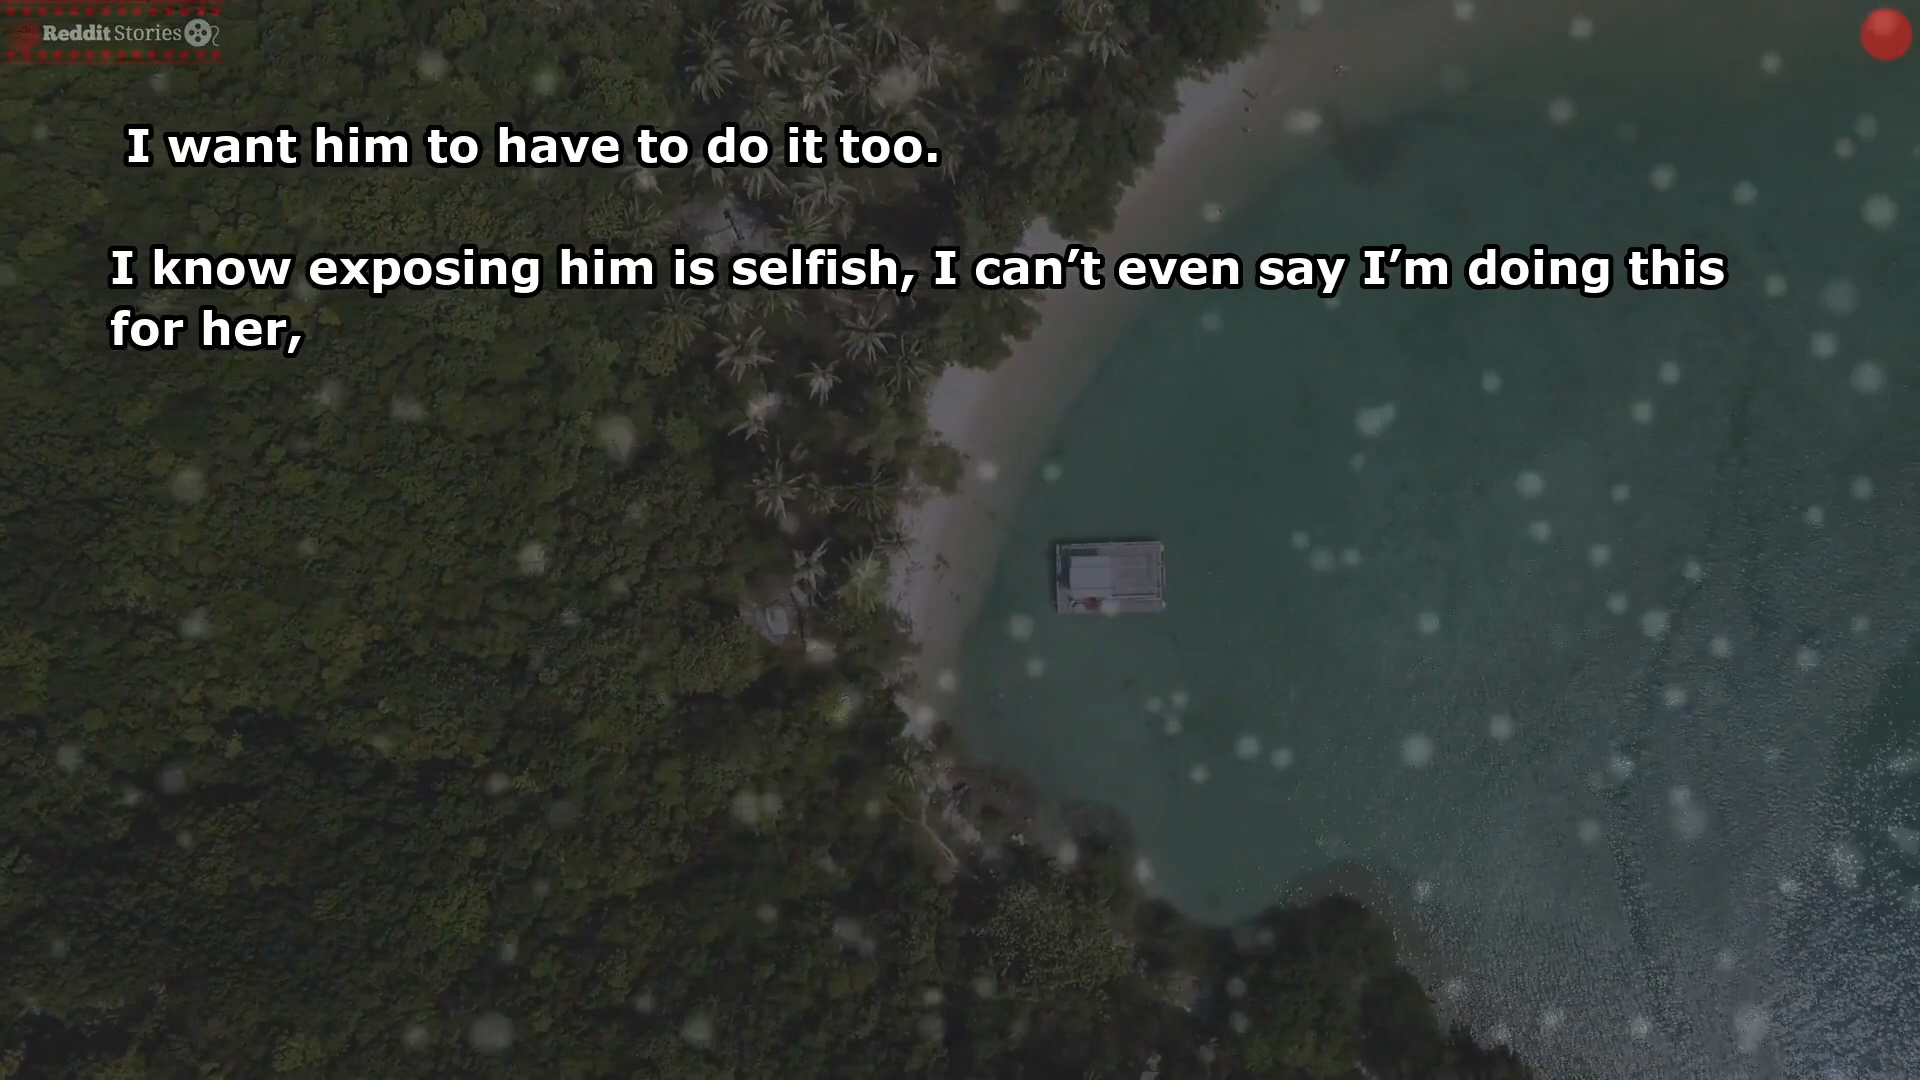 Reddit Stories
I want him to have to do it too.
I know exposing him is selfish, I can’t even say I’m doing this
for her,